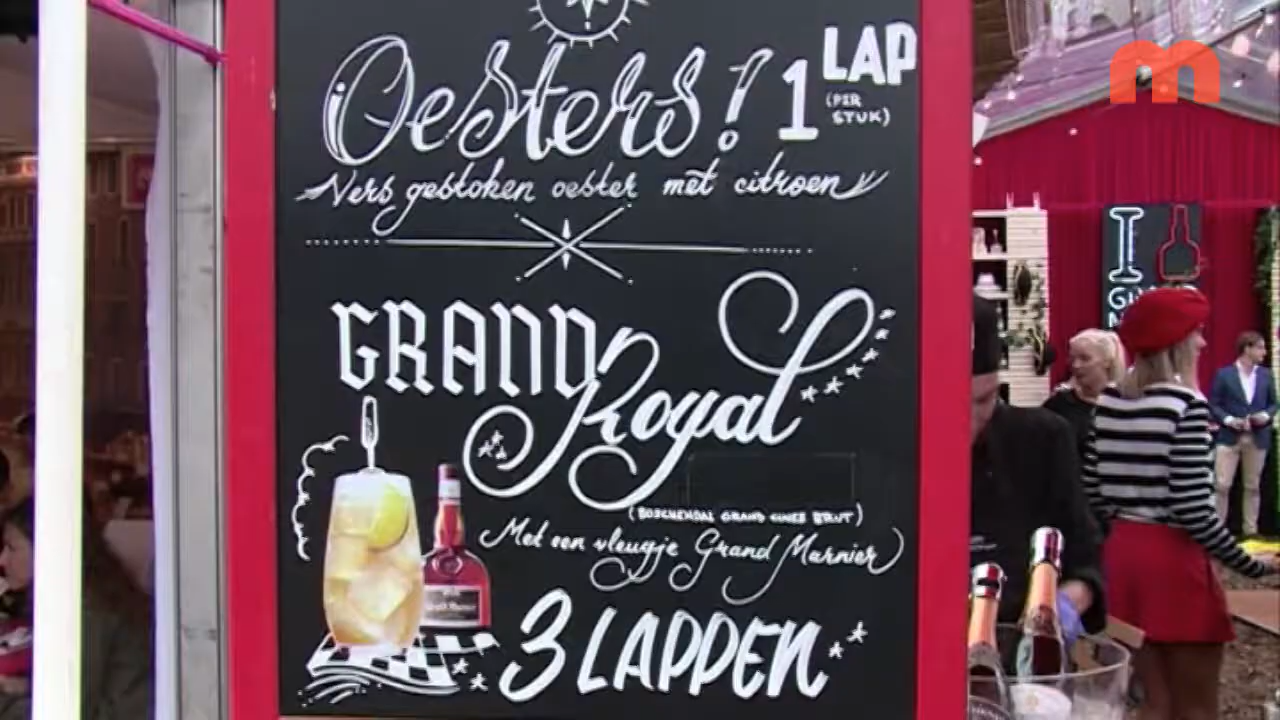 Oesters! 1 LAP
(PER
STUK)
Vers gestoken oester met citroen
GRAND
Royal
(BOSCHENDAL GRAND CUVEE BRUT)
Met een vleugje Grand Marnier
3 LAPPEN
I
m